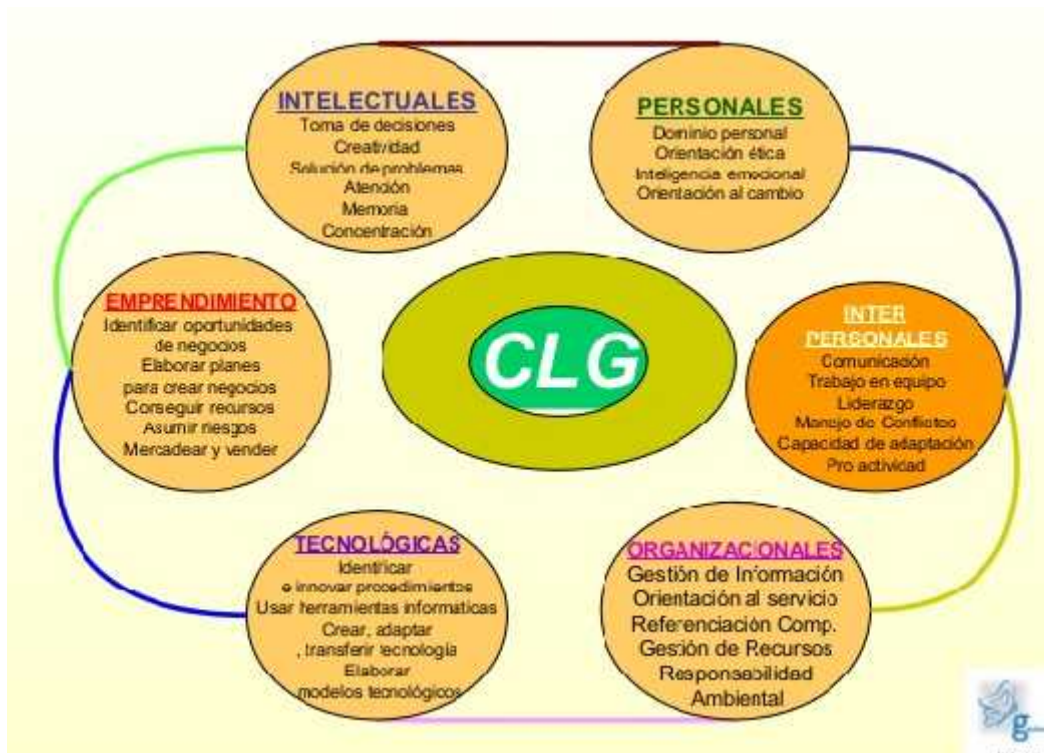 INTELECTUALES
Toma de decisiones
Creatividad
Solución de problemas
Atención
Memoria
Concentración
PERSONALES
Dominio personal
Orientación ética
Inteligencia emocional
Orientación al cambio
EMPRENDIMIENTO
Identificar oportunidades
de negocios
Elaborar planes
para crear negocios
Conseguir recursos
Asumir riesgos
Mercadear y vender
CLG
INTER
PERSONALES
Comunicación
Trabajo en equipo
Liderazgo
Manejo de Conflictos
Capacidad de adaptación
Pro actividad
TECNOLÓGICAS
Identificar
e innovar procedimientos
Usar herramientas informaticas
Crear, adaptar
, transferir tecnología
Elaborar
modelos tecnológicos
ORGANIZACIONALES
Gestión de Información
Orientación al servicio
Referenciación Comp.
Gestión de Recursos
Responsabilidad
Ambiental